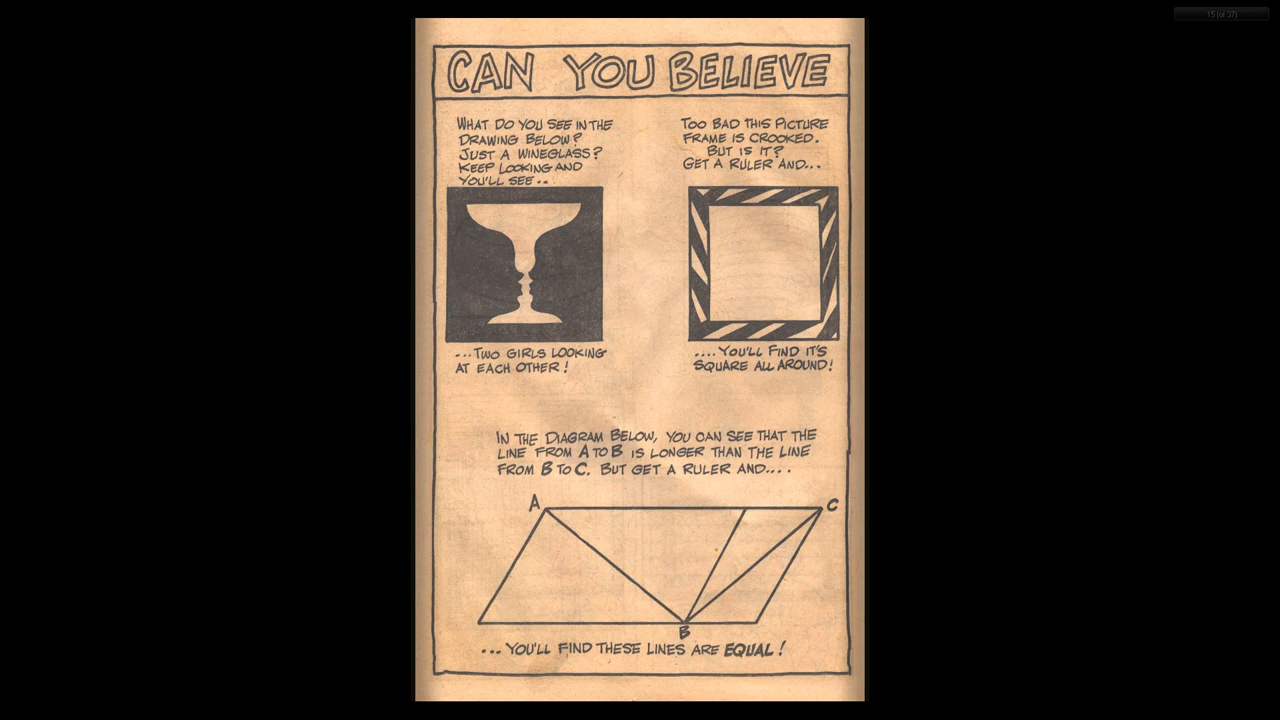 15 (of 37)
CAN YOU BELIEVE
WHAT DO YOU SEE IN THE
DRAWING BELOW?
JUST A WINEGLASS?
KEEP LOOKING AND
YOU'LL SEE..
...TWO GIRLS LOOKING
AT EACH OTHER!
TOO BAD THIS PICTURE
FRAME IS CROOKED.
BUT IS IT?
GET A RULER AND...
....YOU'LL FIND IT'S
SQUARE ALL AROUND!
IN THE DIAGRAM BELOW, YOU CAN SEE THAT THE
LINE FROM A TO B IS LONGER THAN THE LINE
FROM B TO C. BUT GET A RULER AND....
A
C
B
...YOU'LL FIND THESE LINES ARE EQUAL!